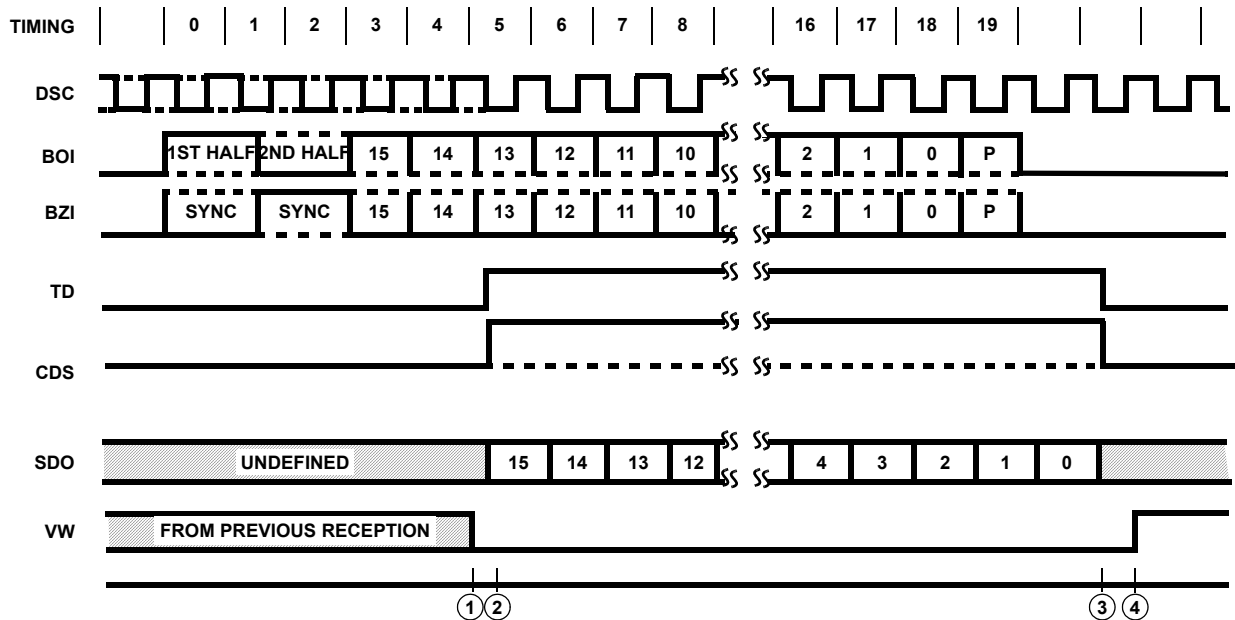 TIMING 0 1 2 3 4 5 6 7 8 16 17 18 19
DSC
BOI 1ST HALF 2ND HALF 15 14 13 12 11 10 2 1 0 P
BZI SYNC SYNC 15 14 13 12 11 10 2 1 0 P
TD
CDS
SDO UNDEFINED 15 14 13 12 4 3 2 1 0
VW FROM PREVIOUS RECEPTION
1 2 3 4